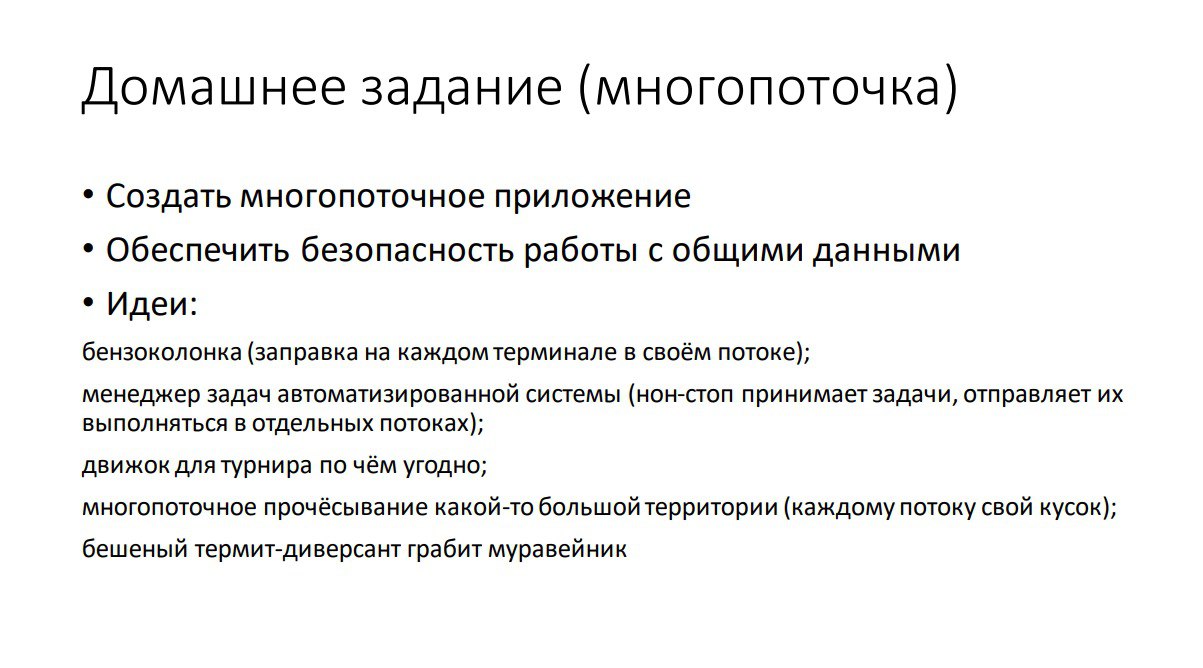 Домашнее задание (многопоточка)
• Создать многопоточное приложение
• Обеспечить безопасность работы с общими данными
• Идеи:
бензоколонка (заправка на каждом терминале в своём потоке);
менеджер задач автоматизированной системы (нон-стоп принимает задачи, отправляет их
выполняться в отдельных потоках);
движок для турнира по чём угодно;
многопоточное прочёсывание какой-то большой территории (каждому потоку свой кусок);
бешеный термит-диверсант грабит муравейник